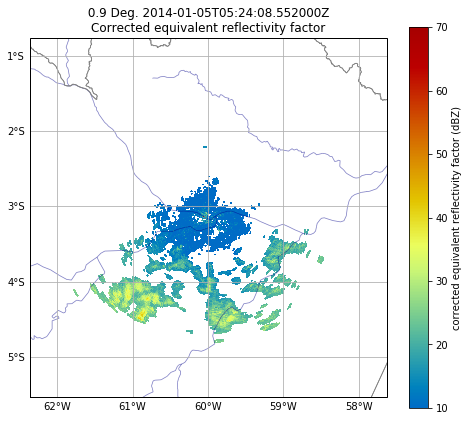 0.9 Deg. 2014-01-05T05:24:08.552000Z
Corrected equivalent reflectivity factor
1°S
2°S
3°S
4°S
5°S
62°W
61°W
60°W
59°W
58°W
70
60
50
40
30
20
10
corrected equivalent reflectivity factor (dBZ)